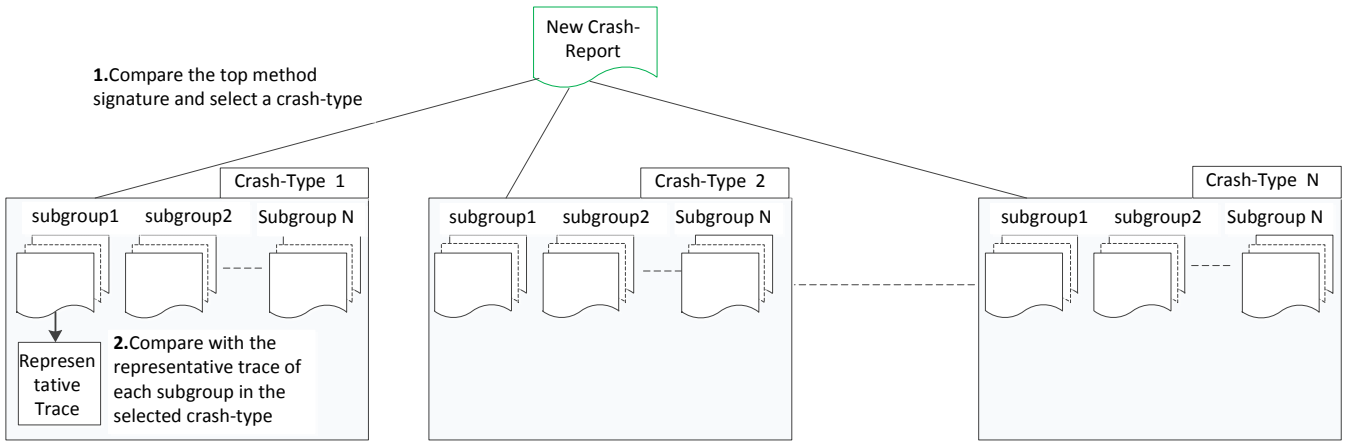 New Crash-
Report
1.Compare the top method
signature and select a crash-type
Crash-Type 1
subgroup1 subgroup2 Subgroup N
2.Compare with the
representative trace of
each subgroup in the
selected crash-type
Represen
tative
Trace
Crash-Type 2
subgroup1 subgroup2 Subgroup N
Crash-Type N
subgroup1 subgroup2 Subgroup N